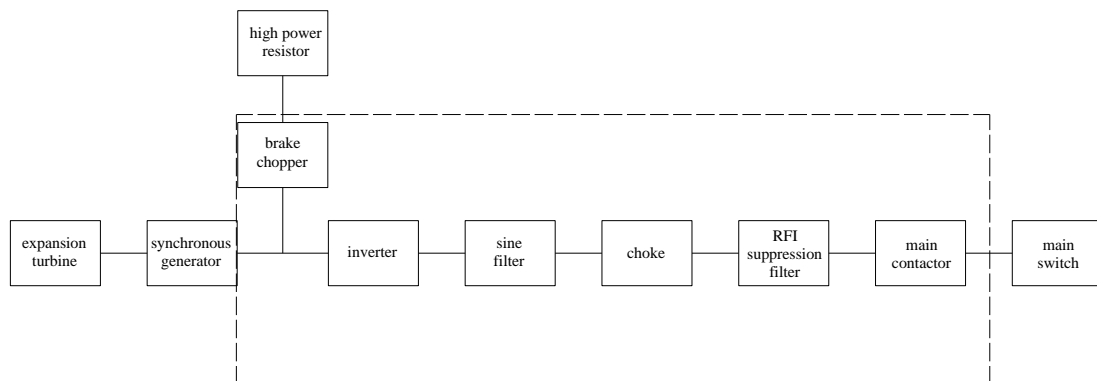 high power
resistor
brake
chopper
expansion
turbine
synchronous
generator
inverter
sine
filter
choke
RFI
suppression
filter
main
contactor
main
switch